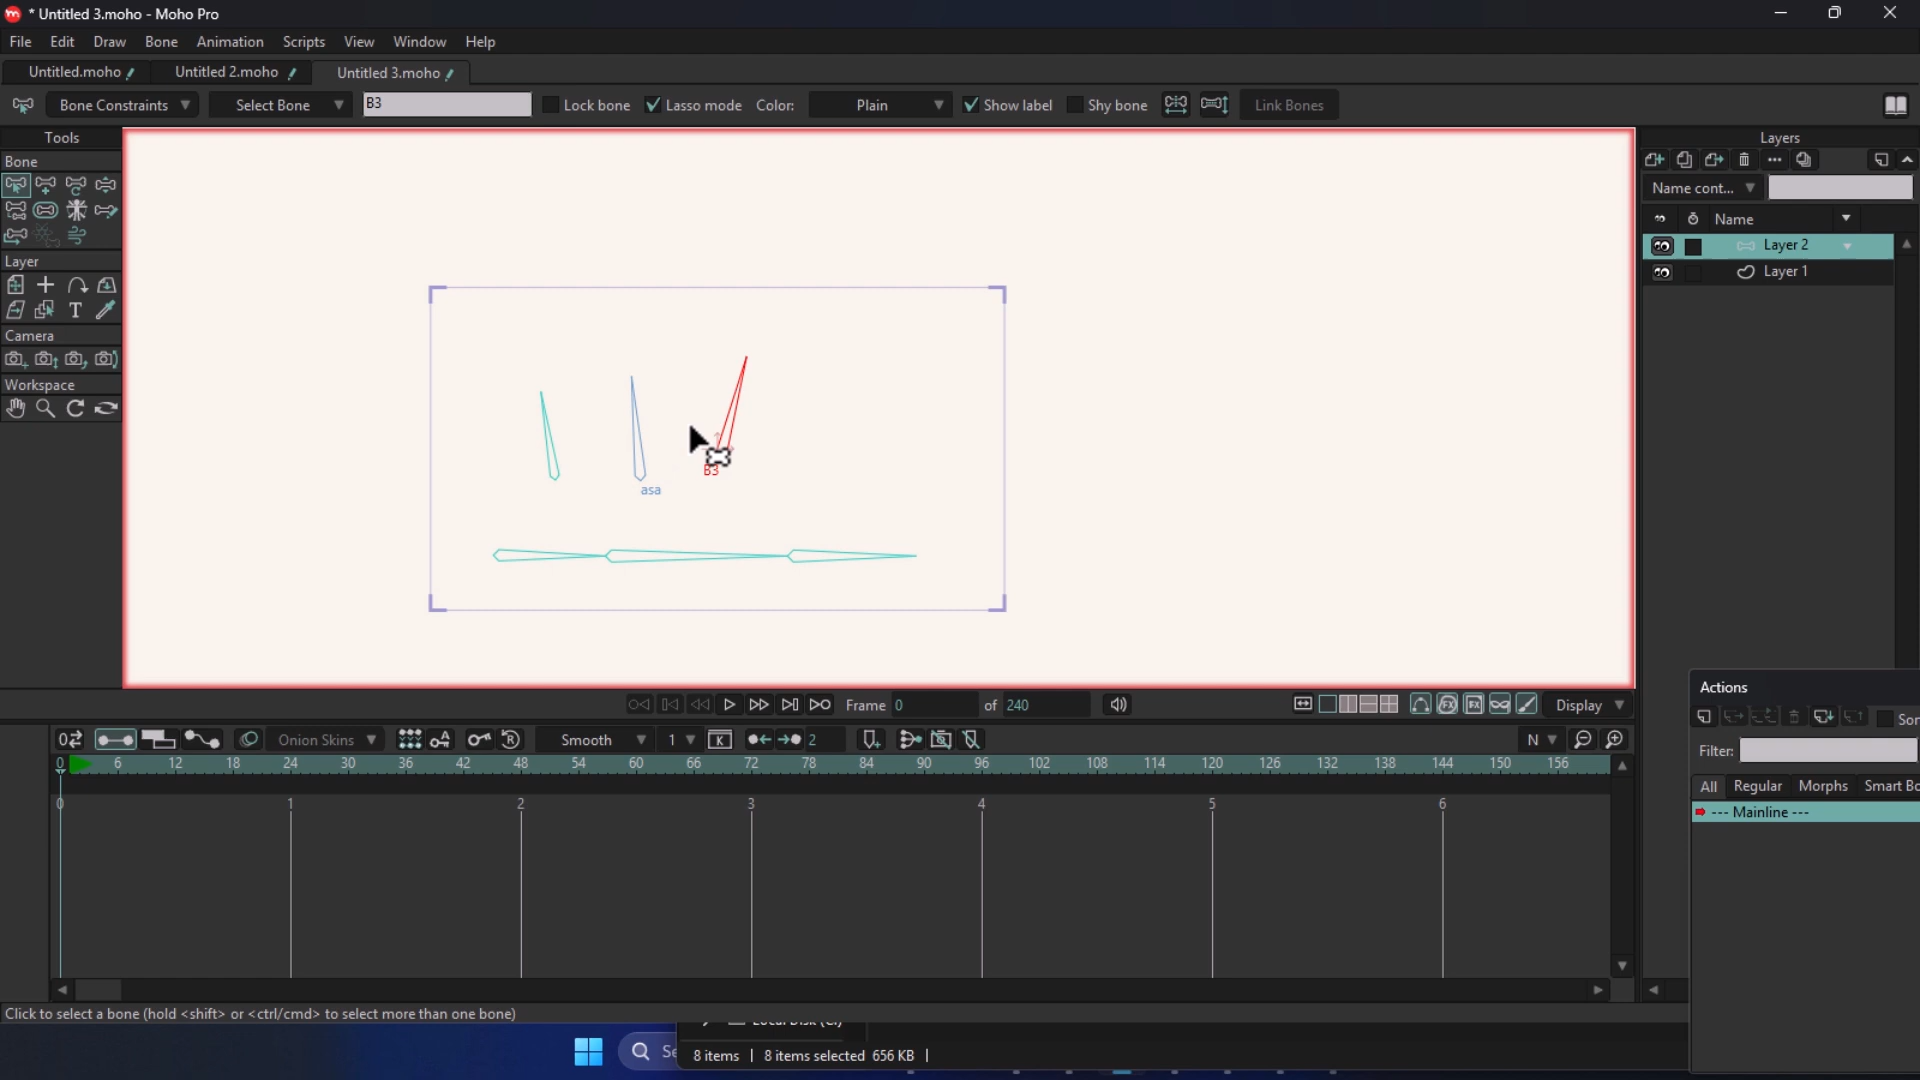 * Untitled 3.moho - Moho Pro
File Edit Draw Bone Animation Scripts View Window Help
Untitled.moho Untitled 2.moho Untitled 3.moho
Bone Constraints Select Bone B3 Lock bone Lasso mode Color: Plain Show label Shy bone Link Bones
Tools
Bone
Layer
Camera
Workspace
asa
B3
Layers
Name cont...
Name
Layer 2
Layer 1
Frame 0 of 240 Display
Onion Skins Smooth 1 2 N
0 6 12 18 24 30 36 42 48 54 60 66 72 78 84 90 96 102 108 114 120 126 132 138 144 150 156
0 1 2 3 4 5 6
Actions
Filter:
All Regular Morphs Smart Bo
--- Mainline ---
Click to select a bone (hold <shift> or <ctrl/cmd> to select more than one bone)
8 items | 8 items selected 656 KB |